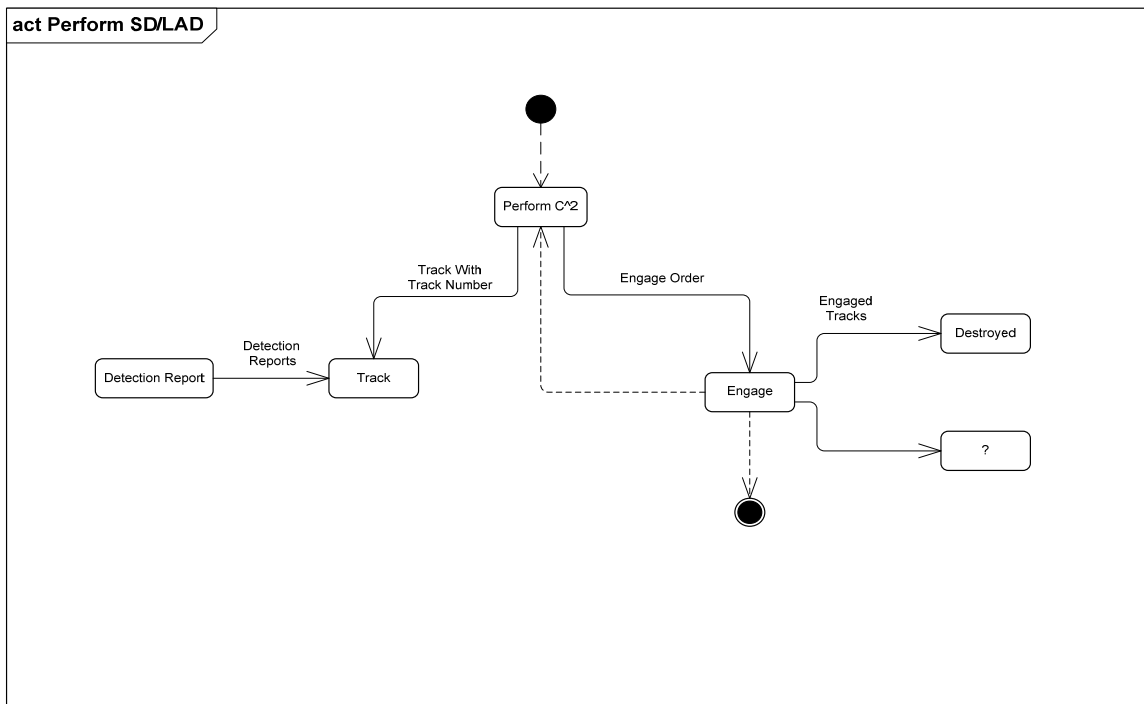 act Perform SD/LAD
Perform C^2
Track With
Track Number
Engage Order
Engaged
Tracks
Destroyed
Detection
Reports
Detection Report
Track
Engage
?